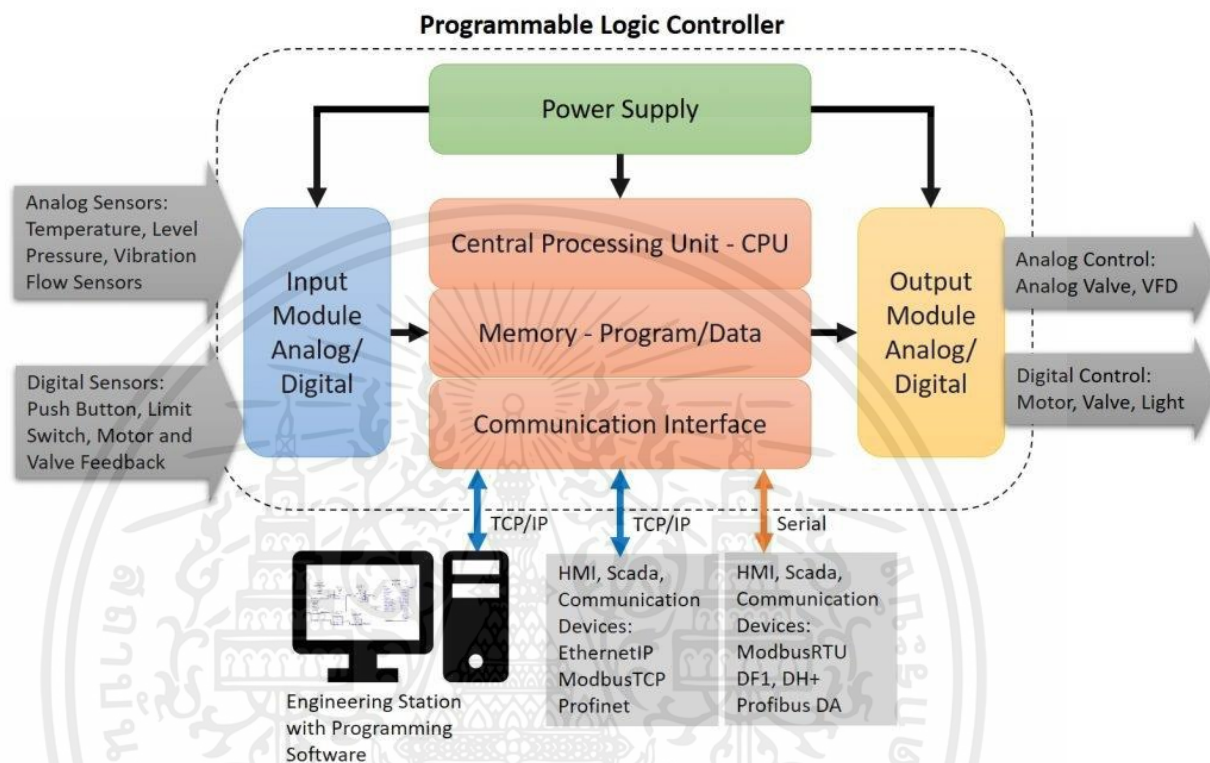 Programmable Logic Controller
Power Supply
Analog Sensors:
Temperature, Level
Pressure, Vibration
Flow Sensors
Digital Sensors:
Push Button, Limit
Switch, Motor and
Valve Feedback
Input
Module
Analog/
Digital
Central Processing Unit - CPU
Memory - Program/Data
Communication Interface
Output
Module
Analog/
Digital
Analog Control:
Analog Valve, VFD
Digital Control:
Motor, Valve, Light
TCP/IP
TCP/IP
Serial
Engineering Station
with Programming
Software
HMI, Scada,
Communication
Devices:
EthernetIP
ModbusTCP
Profinet
HMI, Scada,
Communication
Devices:
ModbusRTU
DF1, DH+
Profibus DA